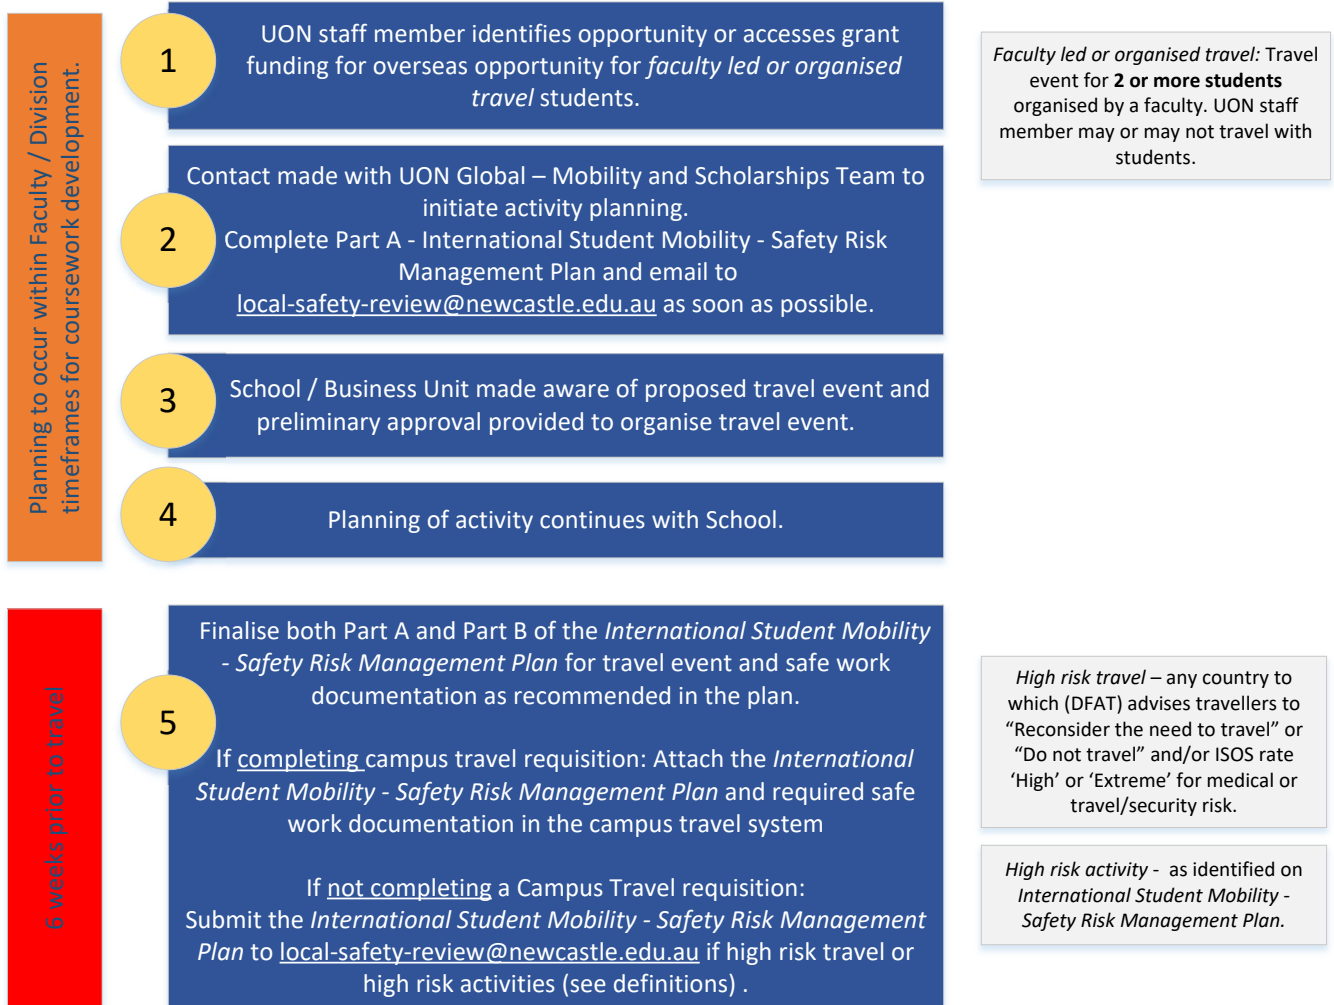 Planning to occur within Faculty / Division
timeframes for coursework development.
1
UON staff member identifies opportunity or accesses grant
funding for overseas opportunity for faculty led or organised
travel students.
Faculty led or organised travel: Travel
event for 2 or more students
organised by a faculty. UON staff
member may or may not travel with
students.
2
Contact made with UON Global – Mobility and Scholarships Team to
initiate activity planning.
Complete Part A - International Student Mobility - Safety Risk
Management Plan and email to
local-safety-review@newcastle.edu.au as soon as possible.
3
School / Business Unit made aware of proposed travel event and
preliminary approval provided to organise travel event.
4
Planning of activity continues with School.
6 weeks prior to travel
5
Finalise both Part A and Part B of the International Student Mobility
- Safety Risk Management Plan for travel event and safe work
documentation as recommended in the plan.
If completing campus travel requisition: Attach the International
Student Mobility - Safety Risk Management Plan and required safe
work documentation in the campus travel system
If not completing a Campus Travel requisition:
Submit the International Student Mobility - Safety Risk Management
Plan to local-safety-review@newcastle.edu.au if high risk travel or
high risk activities (see definitions) .
High risk travel – any country to
which (DFAT) advises travellers to
“Reconsider the need to travel” or
“Do not travel” and/or ISOS rate
‘High’ or ‘Extreme’ for medical or
travel/security risk.
High risk activity - as identified on
International Student Mobility -
Safety Risk Management Plan.